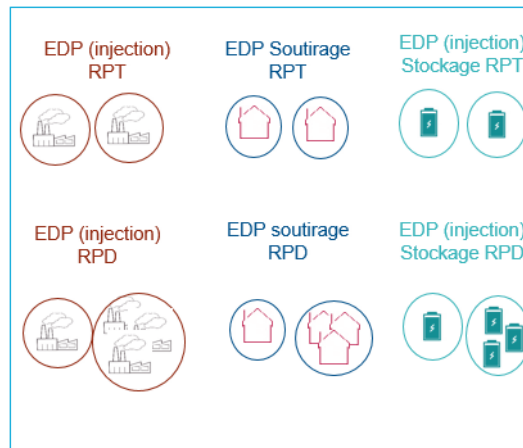 EDP (injection)
RPT
EDP Soutirage
RPT
EDP (injection)
Stockage RPT
EDP (injection)
RPD
EDP soutirage
RPD
EDP (injection)
Stockage RPD